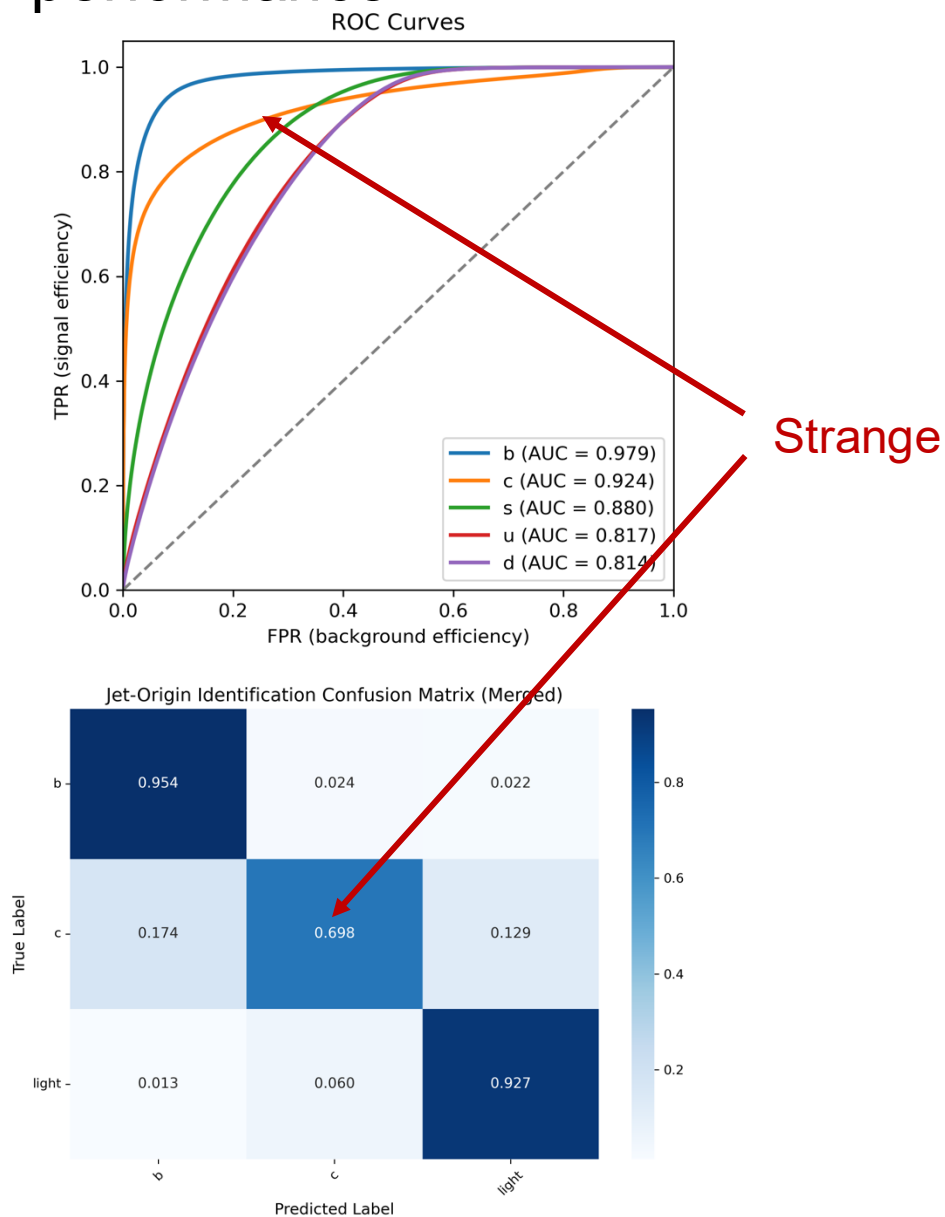 performance
ROC Curves
1.0
0.8
0.6
0.4
0.2
0.0
TPR (signal efficiency)
b (AUC = 0.979)
c (AUC = 0.924)
s (AUC = 0.880)
u (AUC = 0.817)
d (AUC = 0.814)
0.0 0.2 0.4 0.6 0.8 1.0
FPR (background efficiency)
Strange
Jet-Origin Identification Confusion Matrix (Merged)
b 0.954 0.024 0.022
c 0.174 0.698 0.129
light 0.013 0.060 0.927
True Label
b c light
Predicted Label
0.8
0.6
0.4
0.2